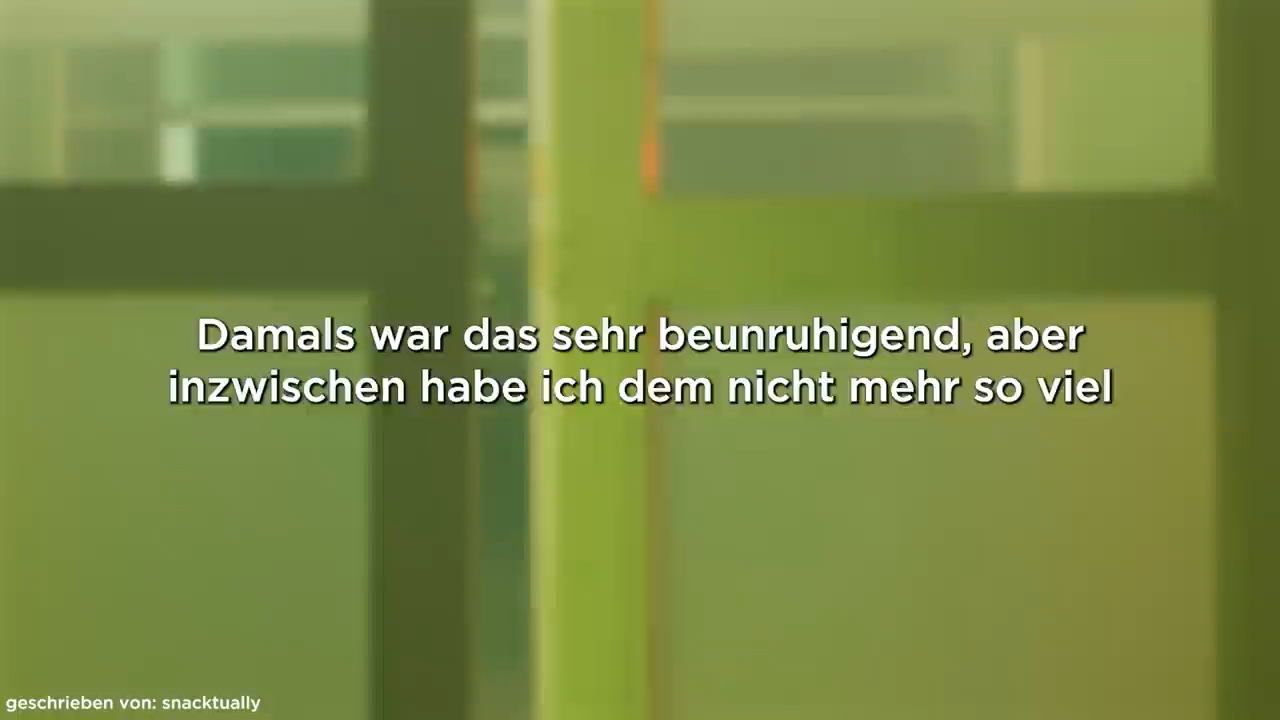 Damals war das sehr beunruhigend, aber
inzwischen habe ich dem nicht mehr so viel
geschrieben von: snacktually